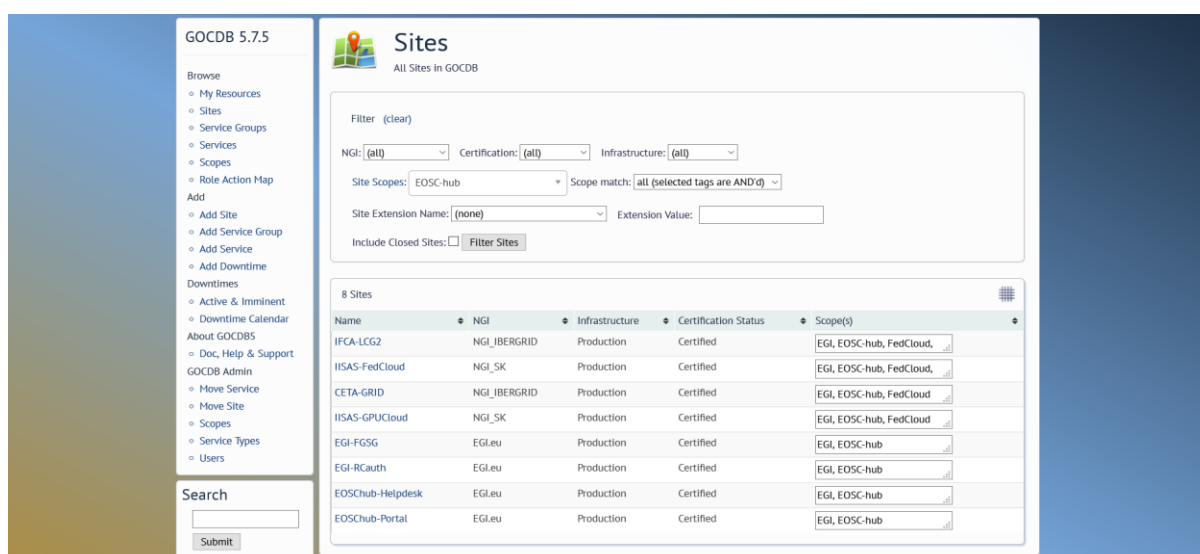 GOCDB 5.7.5
Browse
My Resources
Sites
Service Groups
Services
Scopes
Role Action Map
Add
Add Site
Add Service Group
Add Service
Add Downtime
Downtimes
Active & Imminent
Downtime Calendar
About GOCDB5
Doc, Help & Support
GOCDB Admin
Move Service
Move Site
Scopes
Service Types
Users
Search
Submit
Sites
All Sites in GOCDB
Filter (clear)
NGI: (all) Certification: (all) Infrastructure: (all)
Site Scopes: EOSC-hub Scope match: all (selected tags are AND'd)
Site Extension Name: (none) Extension Value:
Include Closed Sites: Filter Sites
8 Sites
Name NGI Infrastructure Certification Status Scope(s)
IFCA-LCG2 NGI_IBERGRID Production Certified EGI, EOSC-hub, FedCloud,
IISAS-FedCloud NGI_SK Production Certified EGI, EOSC-hub, FedCloud,
CETA-GRID NGI_IBERGRID Production Certified EGI, EOSC-hub, FedCloud
IISAS-GPUCloud NGI_SK Production Certified EGI, EOSC-hub, FedCloud
EGI-FGSG EGI.eu Production Certified EGI, EOSC-hub
EGI-RCauth EGI.eu Production Certified EGI, EOSC-hub
EOSChub-Helpdesk EGI.eu Production Certified EGI, EOSC-hub
EOSChub-Portal EGI.eu Production Certified EGI, EOSC-hub